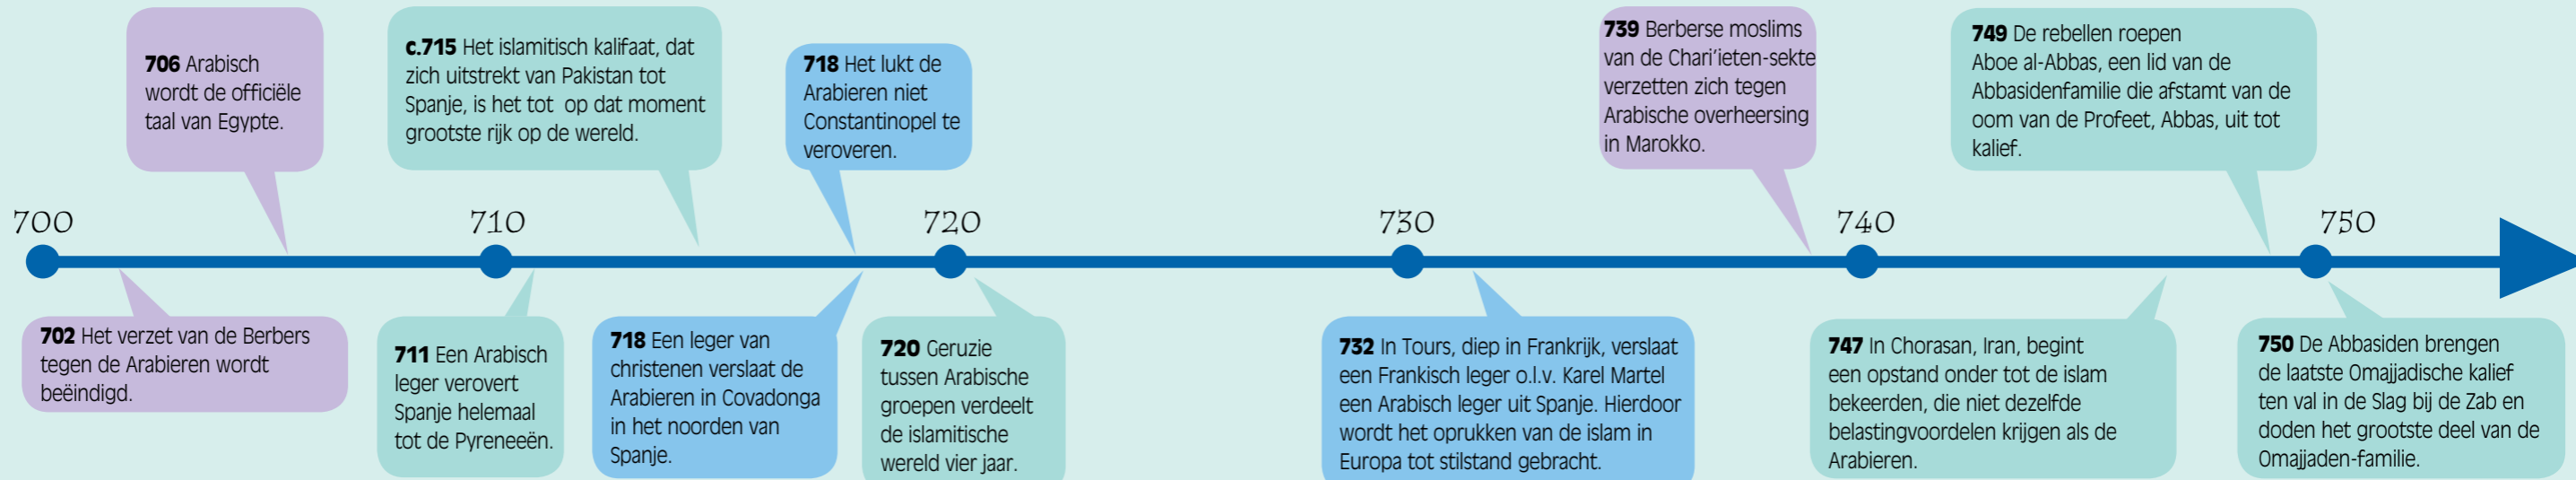 706 Arabisch
wordt de officiële
taal van Egypte.
c.715 Het islamitisch kalifaat, dat
zich uitstrekt van Pakistan tot
Spanje, is het tot op dat moment
grootste rijk op de wereld.
718 Het lukt de
Arabieren niet
Constantinopel te
veroveren.
739 Berberse moslims
van de Chari'ieten-sekte
verzetten zich tegen
Arabische overheersing
in Marokko.
749 De rebellen roepen
Aboe al-Abbas, een lid van de
Abbasidenfamilie die afstamt van de
oom van de Profeet, Abbas, uit tot
kalief.
700
710
720
730
740
750
702 Het verzet van de Berbers
tegen de Arabieren wordt
beëindigd.
711 Een Arabisch
leger verovert
Spanje helemaal
tot de Pyreneeën.
718 Een leger van
christenen verslaat de
Arabieren in Covadonga
in het noorden van
Spanje.
720 Geruzie
tussen Arabische
groepen verdeelt
de islamitische
wereld vier jaar.
732 In Tours, diep in Frankrijk, verslaat
een Frankisch leger o.l.v. Karel Martel
een Arabisch leger uit Spanje. Hierdoor
wordt het oprukken van de islam in
Europa tot stilstand gebracht.
747 In Chorasan, Iran, begint
een opstand onder tot de islam
bekeerden, die niet dezelfde
belastingvoordelen krijgen als de
Arabieren.
750 De Abbasiden brengen
de laatste Omajjadische kalief
ten val in de Slag bij de Zab en
doden het grootste deel van de
Omajjaden-familie.